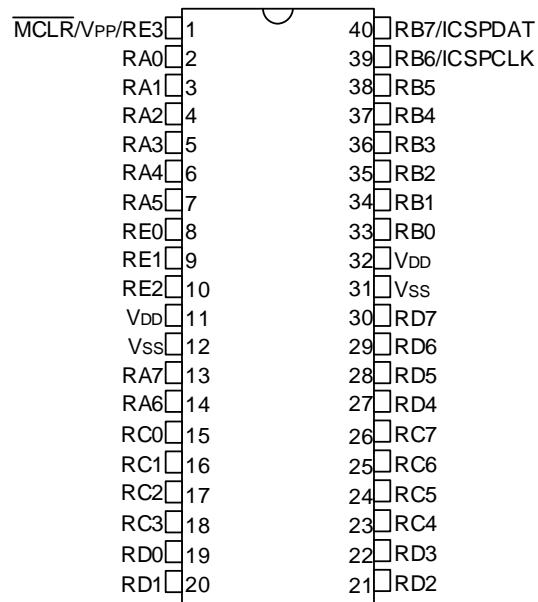 MCLR/VPP/RE3 1 40 RB7/ICSPDAT
RA0 2 39 RB6/ICSPCLK
RA1 3 38 RB5
RA2 4 37 RB4
RA3 5 36 RB3
RA4 6 35 RB2
RA5 7 34 RB1
RE0 8 33 RB0
RE1 9 32 VDD
RE2 10 31 VSS
VDD 11 30 RD7
VSS 12 29 RD6
RA7 13 28 RD5
RA6 14 27 RD4
RC0 15 26 RC7
RC1 16 25 RC6
RC2 17 24 RC5
RC3 18 23 RC4
RD0 19 22 RD3
RD1 20 21 RD2